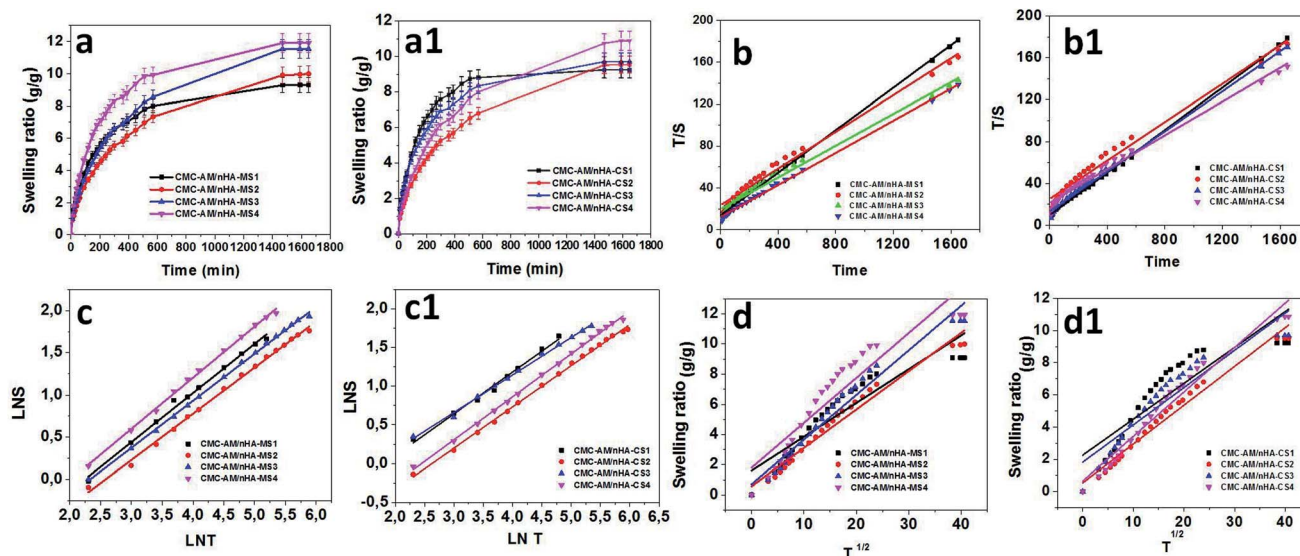 a
Swelling ratio (g/g)
14
12
10
8
6
4
2
0
0 200 400 600 800 1000 1200 1400 1600 1800
Time (min)
CMC-AM/nHA-MS1
CMC-AM/nHA-MS2
CMC-AM/nHA-MS3
CMC-AM/nHA-MS4
a1
Swelling ratio (g/g)
12
10
8
6
4
2
0
0 200 400 600 800 1000 1200 1400 1600 1800
Time (min)
CMC-AM/nHA-CS1
CMC-AM/nHA-CS2
CMC-AM/nHA-CS3
CMC-AM/nHA-CS4
b
T/S
200
160
120
80
40
0
0 400 800 1200 1600
Time
CMC-AM/nHA-MS1
CMC-AM/nHA-MS2
CMC-AM/nHA-MS3
CMC-AM/nHA-MS4
b1
T/S
200
160
120
80
40
0
0 400 800 1200 1600
Time
CMC-AM/nHA-CS1
CMC-AM/nHA-CS2
CMC-AM/nHA-CS3
CMC-AM/nHA-CS4
c
LNS
2,0
1,5
1,0
0,5
0,0
2,0 2,5 3,0 3,5 4,0 4,5 5,0 5,5 6,0
LNT
CMC-AM/nHA-MS1
CMC-AM/nHA-MS2
CMC-AM/nHA-MS3
CMC-AM/nHA-MS4
c1
LNS
2,0
1,5
1,0
0,5
0,0
-0,5
2,0 2,5 3,0 3,5 4,0 4,5 5,0 5,5 6,0 6,5
LN T
CMC-AM/nHA-CS1
CMC-AM/nHA-CS2
CMC-AM/nHA-CS3
CMC-AM/nHA-CS4
d
Swelling ratio (g/g)
12
10
8
6
4
2
0
0 10 20 30 40
T 1/2
CMC-AM/nHA-MS1
CMC-AM/nHA-MS2
CMC-AM/nHA-MS3
CMC-AM/nHA-MS4
d1
Swelling ratio (g/g)
12
10
8
6
4
2
0
0 10 20 30 40
T1/2
CMC-AM/nHA-CS1
CMC-AM/nHA-CS2
CMC-AM/nHA-CS3
CMC-AM/nHA-CS4